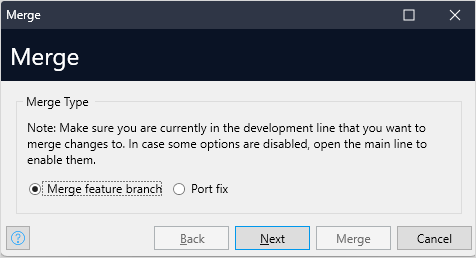 Merge
Merge
Merge Type
Note: Make sure you are currently in the development line that you want to
merge changes to. In case some options are disabled, open the main line to
enable them.
Merge feature branch Port fix
? Back Next Merge Cancel